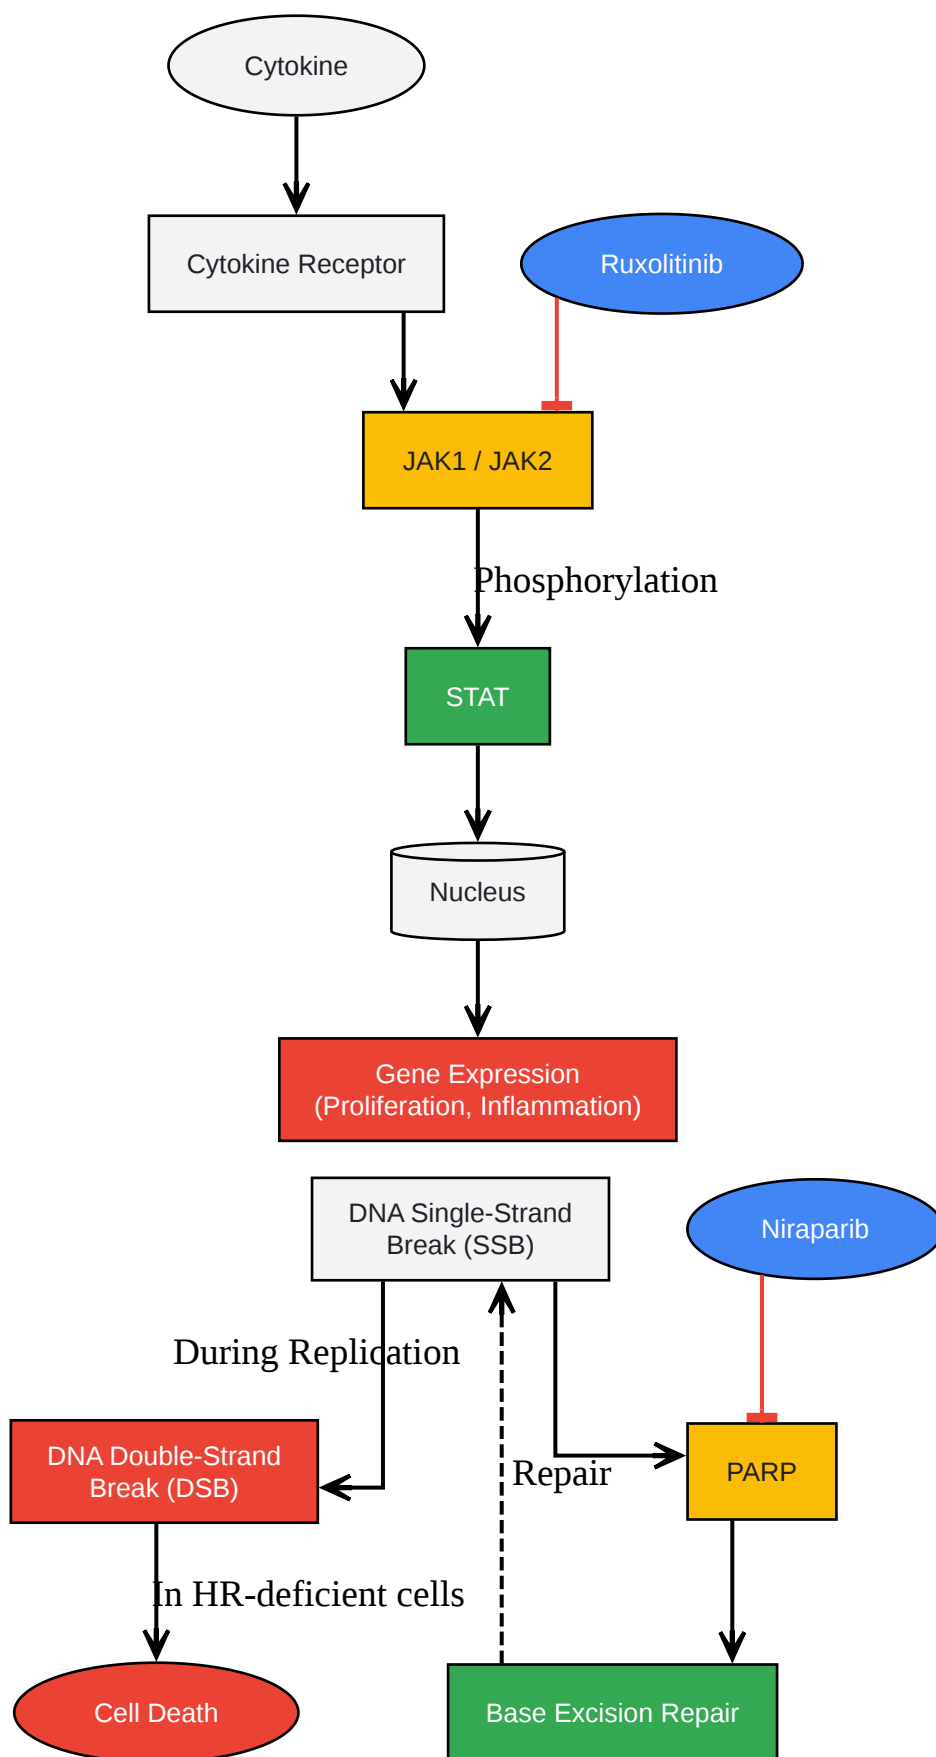 Cytokine
Cytokine Receptor
Ruxolitinib
JAK1 / JAK2
Phosphorylation
STAT
Nucleus
Gene Expression
(Proliferation, Inflammation)
DNA Single-Strand
Break (SSB)
Niraparib
During Replication
DNA Double-Strand
Break (DSB)
Repair
PARP
In HR-deficient cells
Cell Death
Base Excision Repair